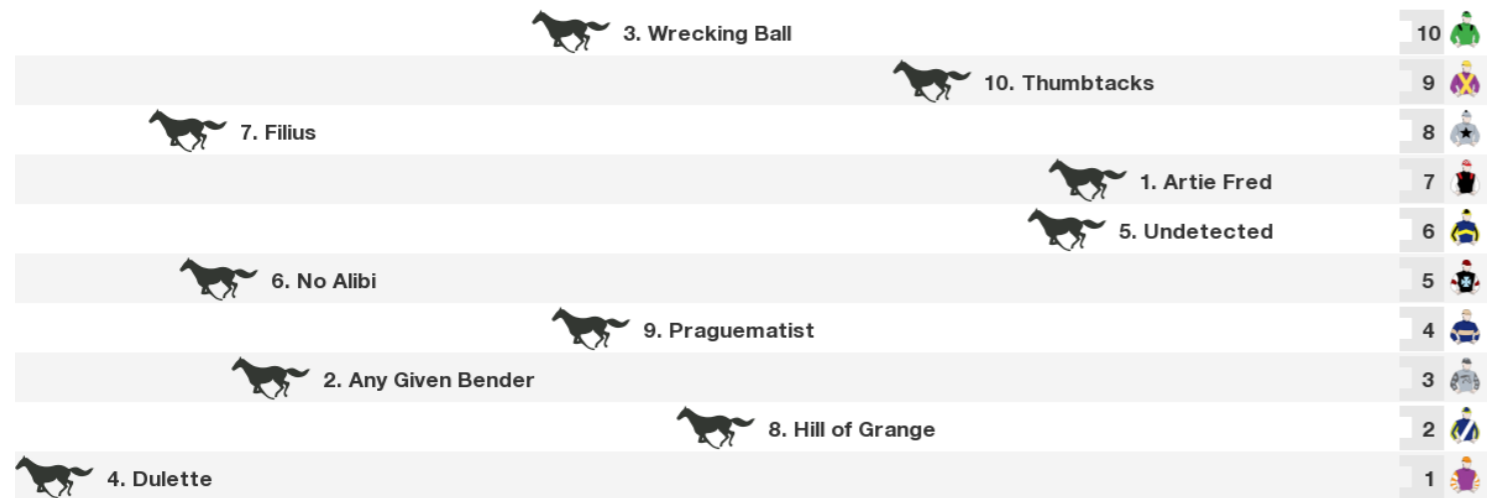 3. Wrecking Ball 10
10. Thumbtacks 9
7. Filius 8
1. Artie Fred 7
5. Undetected 6
6. No Alibi 5
9. Praguematist 4
2. Any Given Bender 3
8. Hill of Grange 2
4. Dulette 1